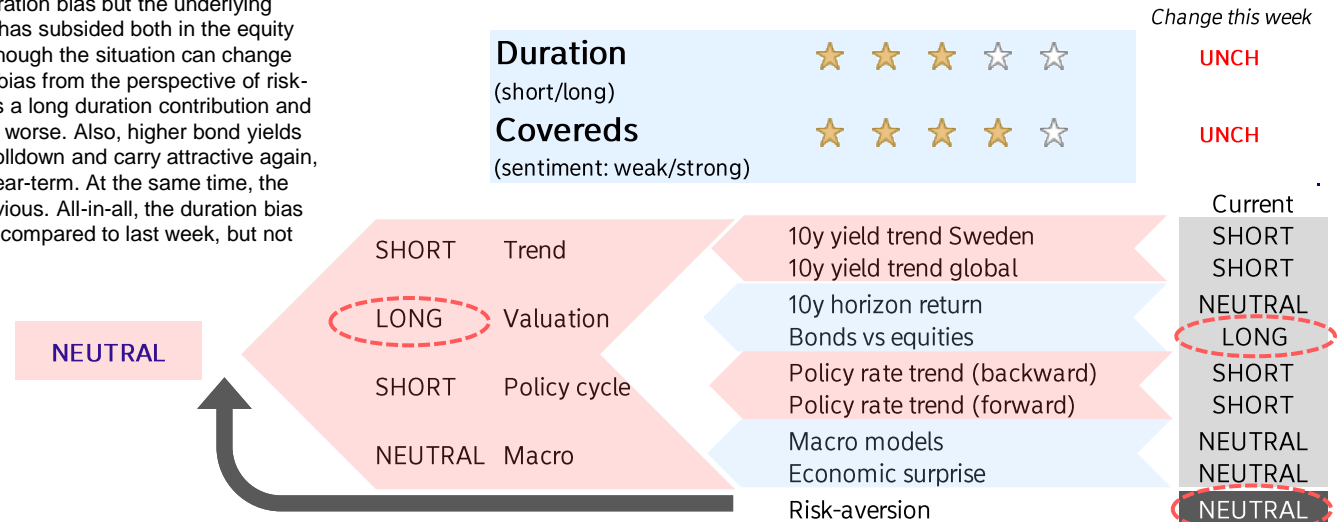 ration bias but the underlying
has subsided both in the equity
nough the situation can change
bias from the perspective of risk-
s a long duration contribution and
worse. Also, higher bond yields
olldown and carry attractive again,
ear-term. At the same time, the
vious. All-in-all, the duration bias
compared to last week, but not
Change this week
Duration
(short/long)
UNCH
Covereds
(sentiment: weak/strong)
UNCH
Current
SHORT Trend
LONG Valuation
SHORT Policy cycle
NEUTRAL Macro
NEUTRAL
10y yield trend Sweden SHORT
10y yield trend global SHORT
10y horizon return NEUTRAL
Bonds vs equities LONG
Policy rate trend (backward) SHORT
Policy rate trend (forward) SHORT
Macro models NEUTRAL
Economic surprise NEUTRAL
Risk-aversion NEUTRAL